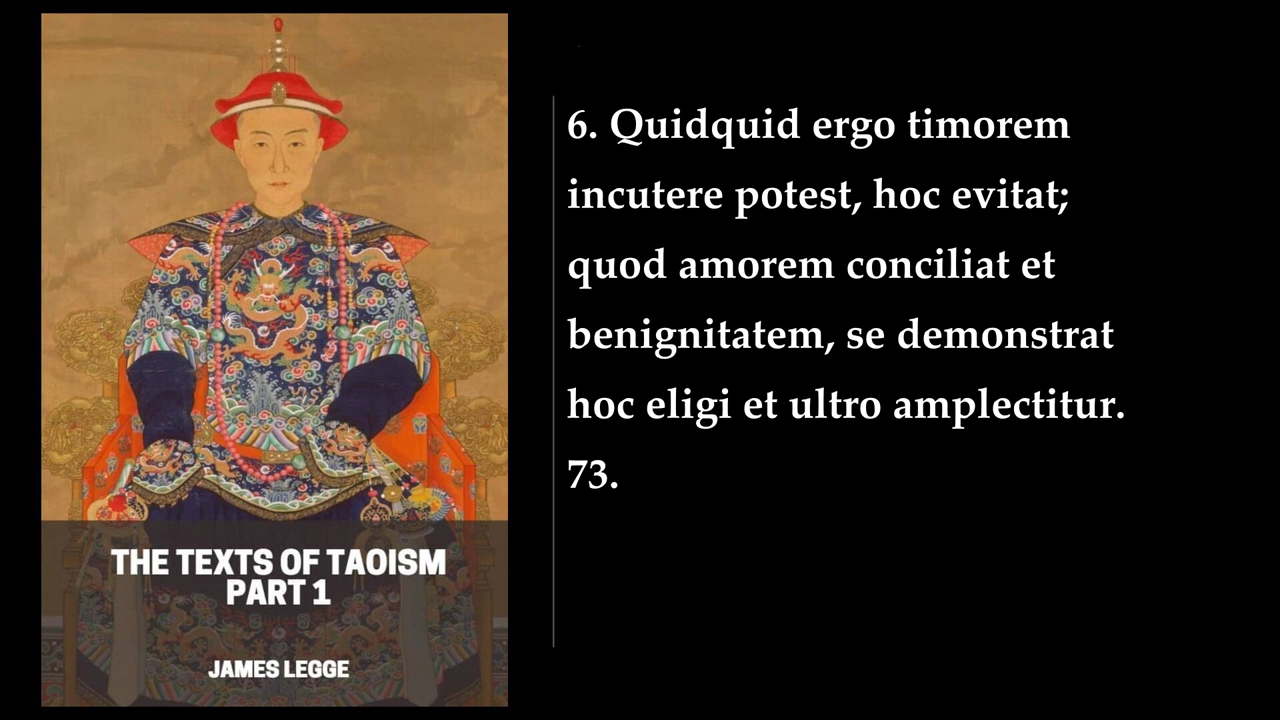 THE TEXTS OF TAOISM
PART 1
JAMES LEGGE
6. Quidquid ergo timorem
incutere potest, hoc evitat;
quod amorem conciliat et
benignitatem, se demonstrat
hoc eligi et ultro amplectitur.
73.